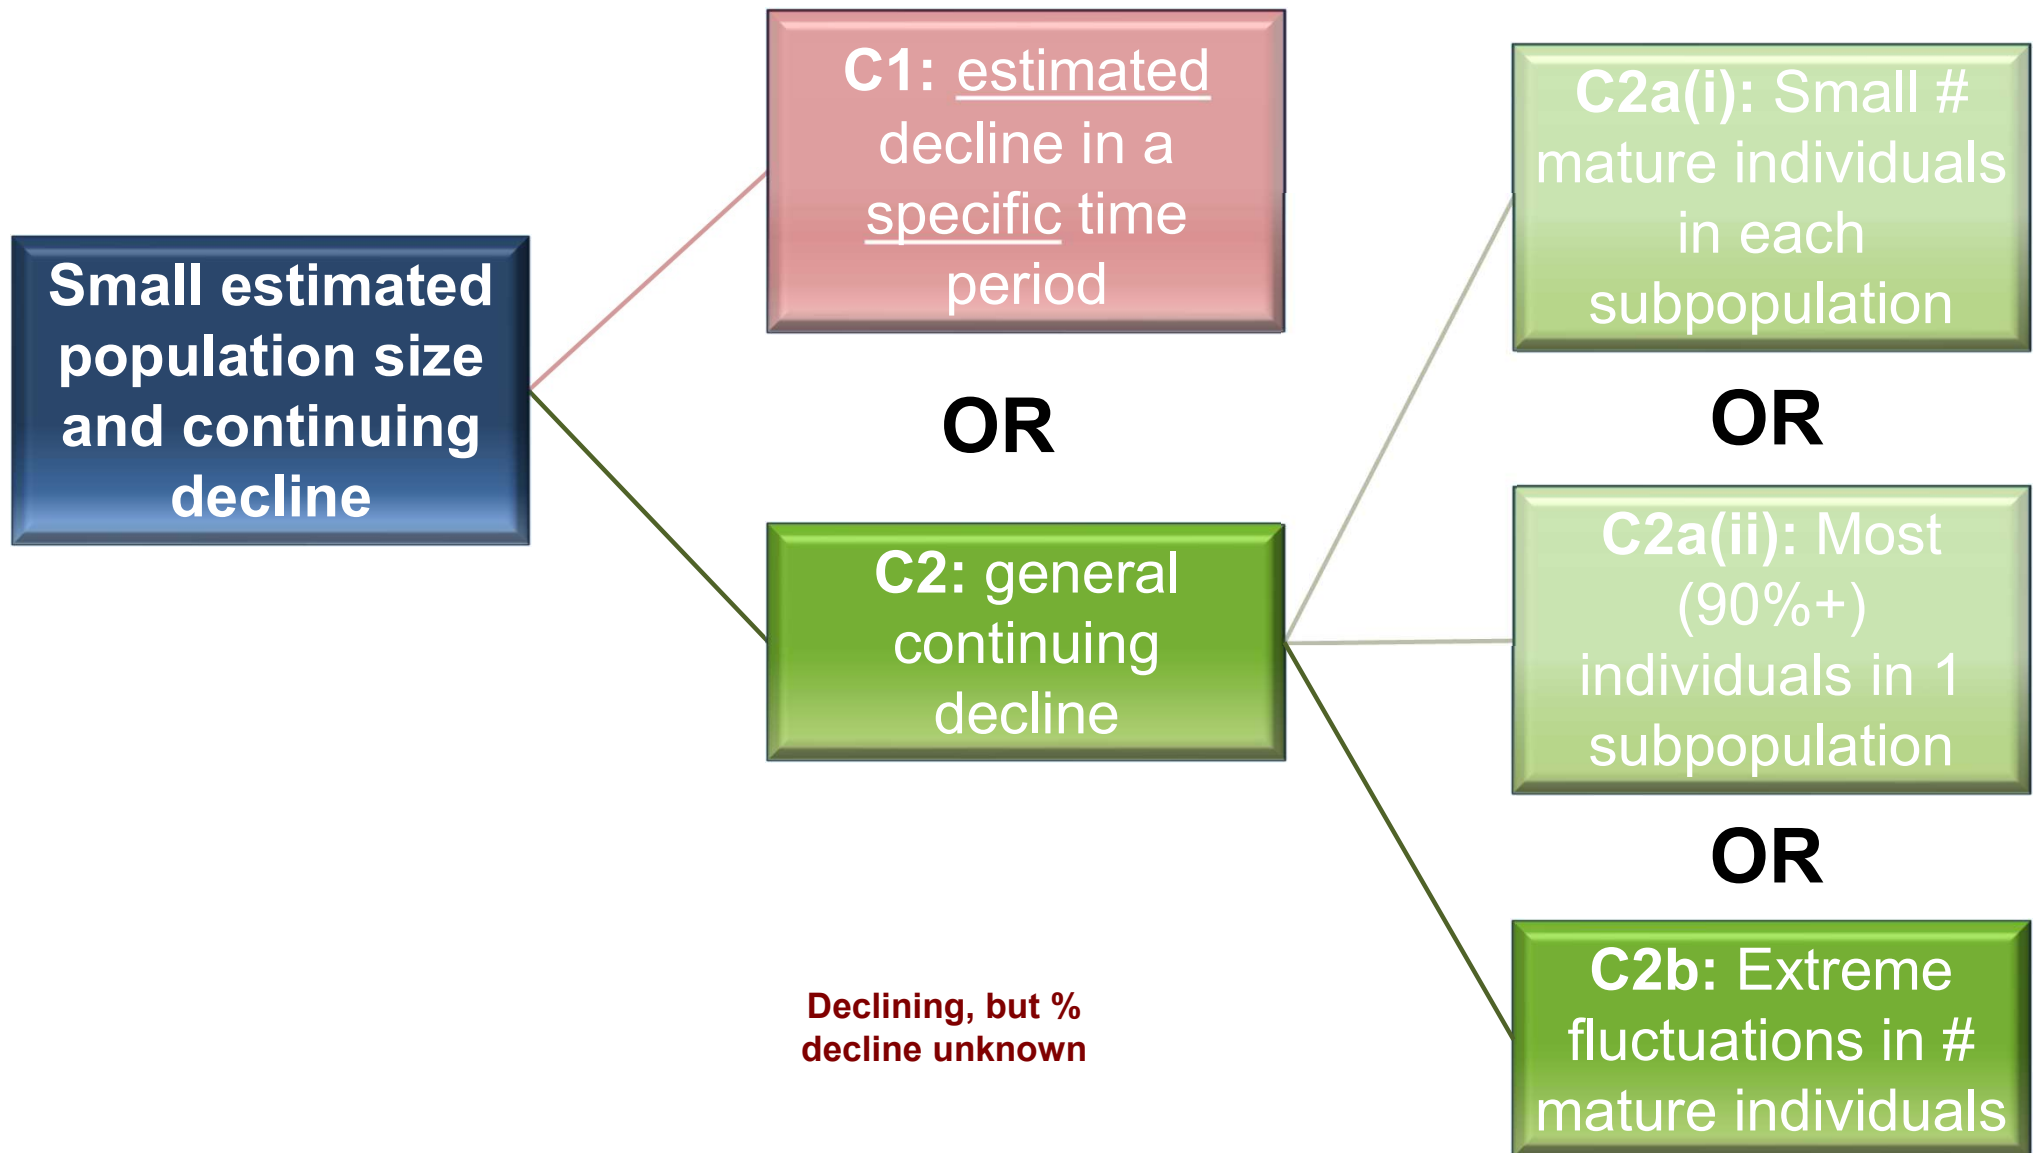 Small estimated
population size
and continuing
decline
C1: estimated
decline in a
specific time
period
OR
C2: general
continuing
decline
Declining, but %
decline unknown
C2a(i): Small #
mature individuals
in each
subpopulation
OR
C2a(ii): Most
(90%+)
individuals in 1
subpopulation
OR
C2b: Extreme
fluctuations in #
mature individuals